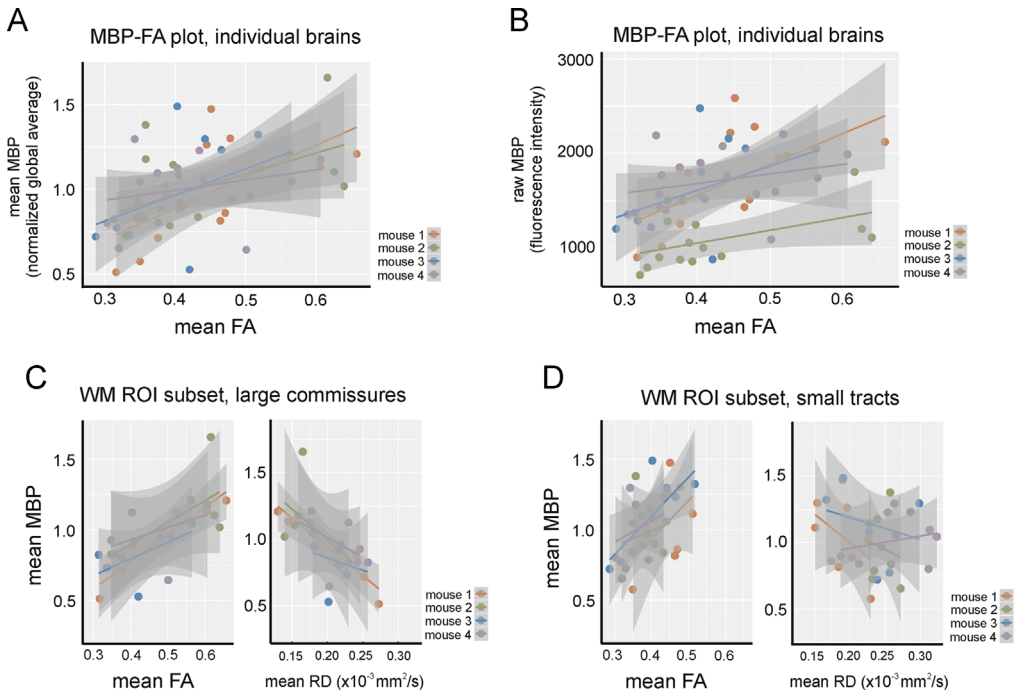 A
MBP-FA plot, individual brains
mean MBP
(normalized global average)
1.5
1.0
0.5
0.3
0.4
0.5
0.6
mean FA
mouse 1
mouse 2
mouse 3
mouse 4
B
MBP-FA plot, individual brains
raw MBP
(fluorescence intensity)
3000
2000
1000
0.3
0.4
0.5
0.6
mean FA
mouse 1
mouse 2
mouse 3
mouse 4
C
WM ROI subset, large commissures
mean MBP
1.5
1.0
0.5
0.3
0.4
0.5
0.6
mean FA
1.5
1.0
0.5
0.15
0.20
0.25
0.30
mean RD (x10-3 mm2/s)
mouse 1
mouse 2
mouse 3
mouse 4
D
WM ROI subset, small tracts
mean MBP
1.5
1.0
0.5
0.3
0.4
0.5
0.6
mean FA
1.5
1.0
0.5
0.15
0.20
0.25
0.30
mean RD (x10-3 mm2/s)
mouse 1
mouse 2
mouse 3
mouse 4